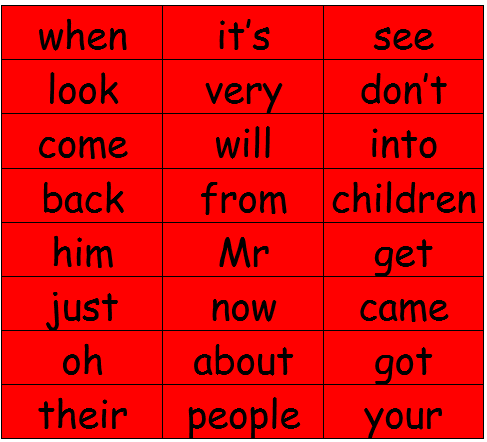 when it's see
look very don't
come will into
back from children
him Mr get
just now came
oh about got
their people your